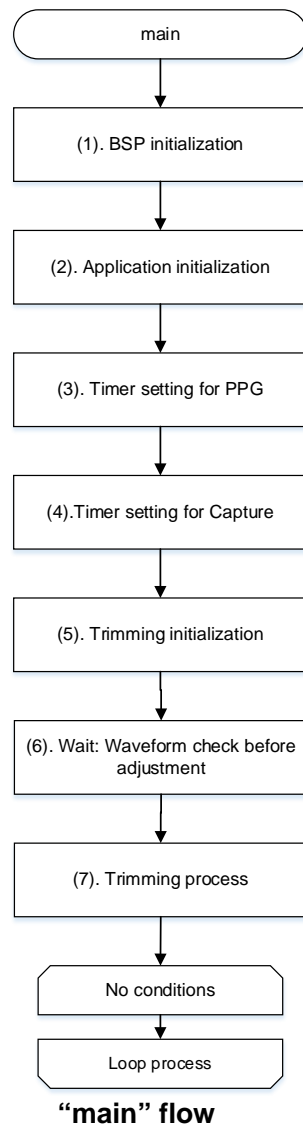 main
(1). BSP initialization
(2). Application initialization
(3). Timer setting for PPG
(4).Timer setting for Capture
(5). Trimming initialization
(6). Wait: Waveform check before
adjustment
(7). Trimming process
No conditions
Loop process
“main” flow